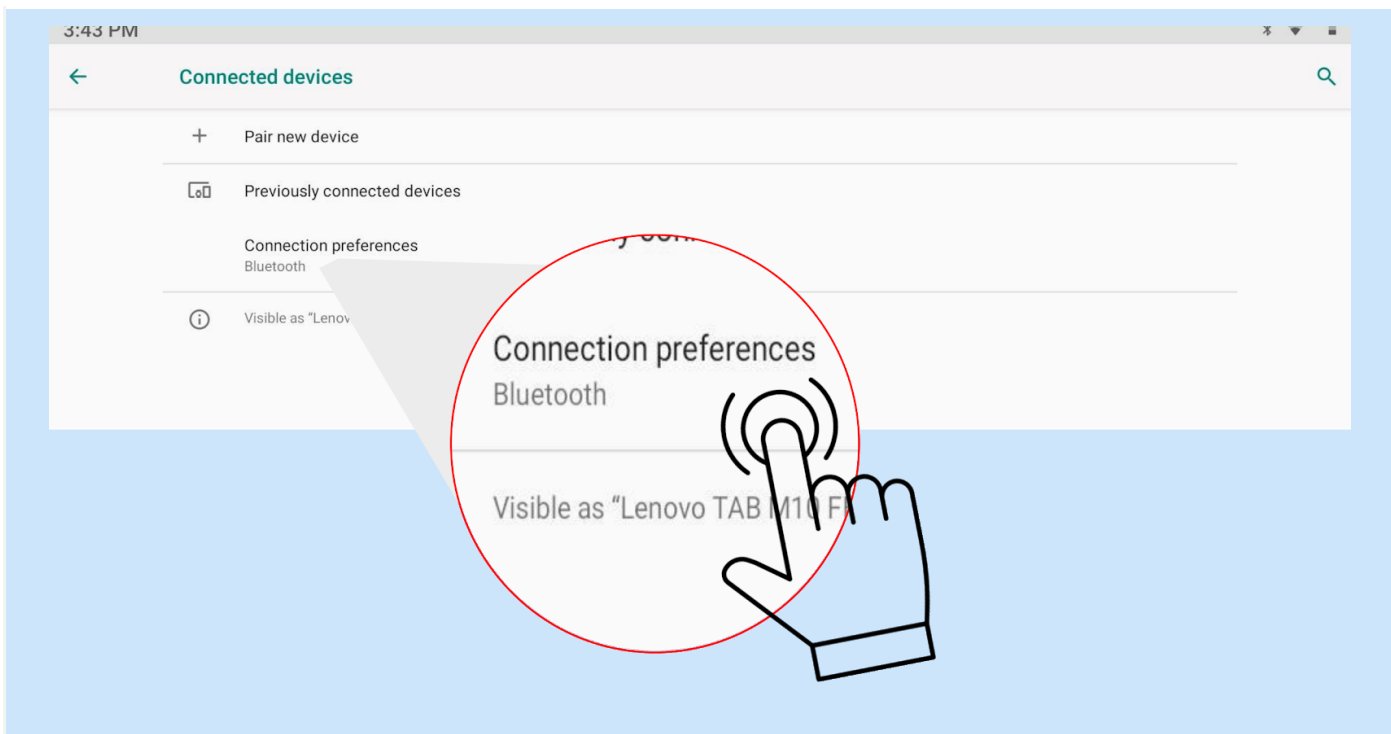 3:43 PM
Connected devices
Pair new device
Previously connected devices
Connection preferences
Bluetooth
Visible as “Lenov
Connection preferences
Bluetooth
Visible as “Lenovo TAB M10